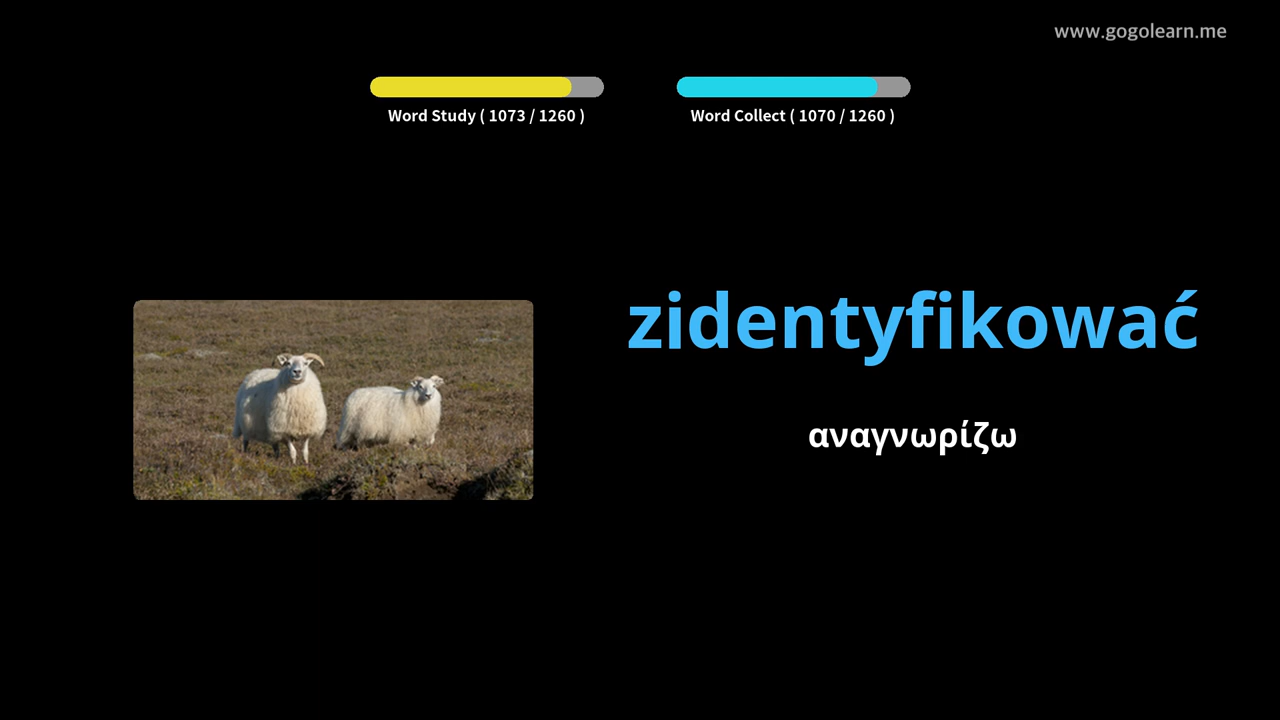 www.gogolearn.me
Word Study ( 1073 / 1260 )
Word Collect ( 1070 / 1260 )
zidentyfikować
αναγνωρίζω